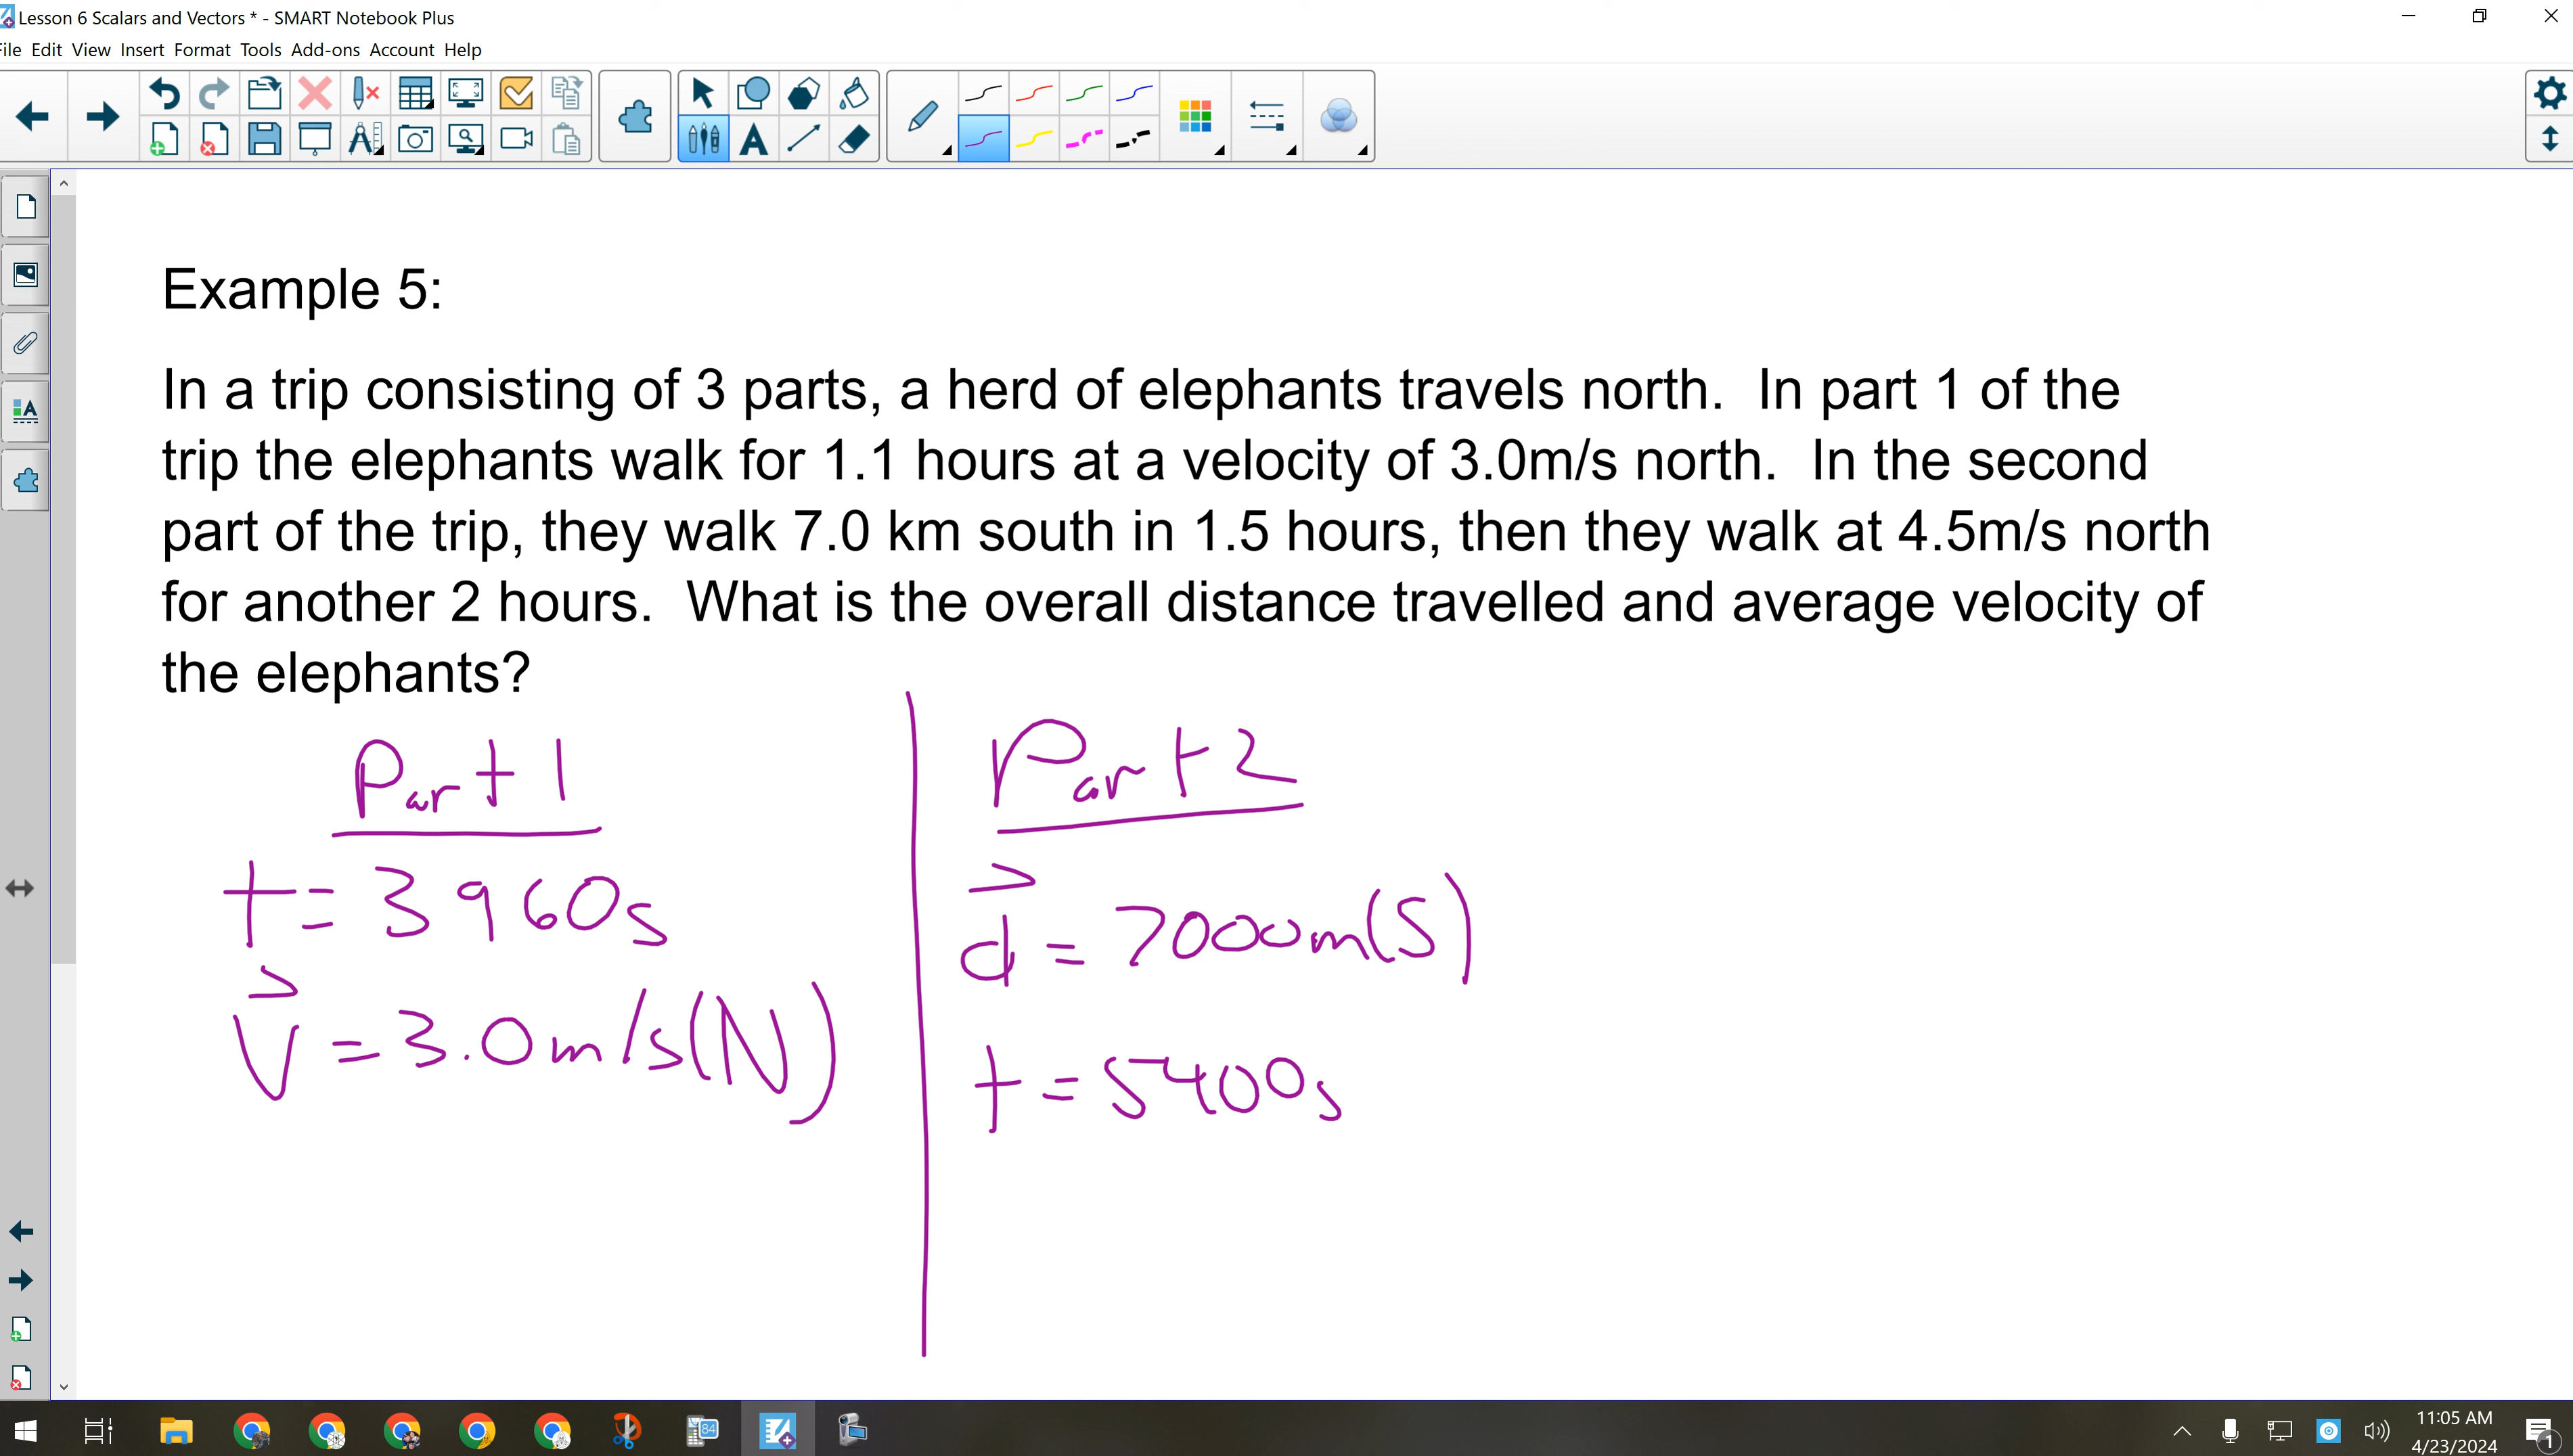 Lesson 6 Scalars and Vectors * - SMART Notebook Plus
File Edit View Insert Format Tools Add-ons Account Help
Example 5:
In a trip consisting of 3 parts, a herd of elephants travels north. In part 1 of the
trip the elephants walk for 1.1 hours at a velocity of 3.0m/s north. In the second
part of the trip, they walk 7.0 km south in 1.5 hours, then they walk at 4.5m/s north
for another 2 hours. What is the overall distance travelled and average velocity of
the elephants?
Part 1
t = 3960s
v⃗ = 3.0m/s(N)
Part 2
d⃗ = 7000m(S)
t = 5400s
84
11:05 AM
4/23/2024
1